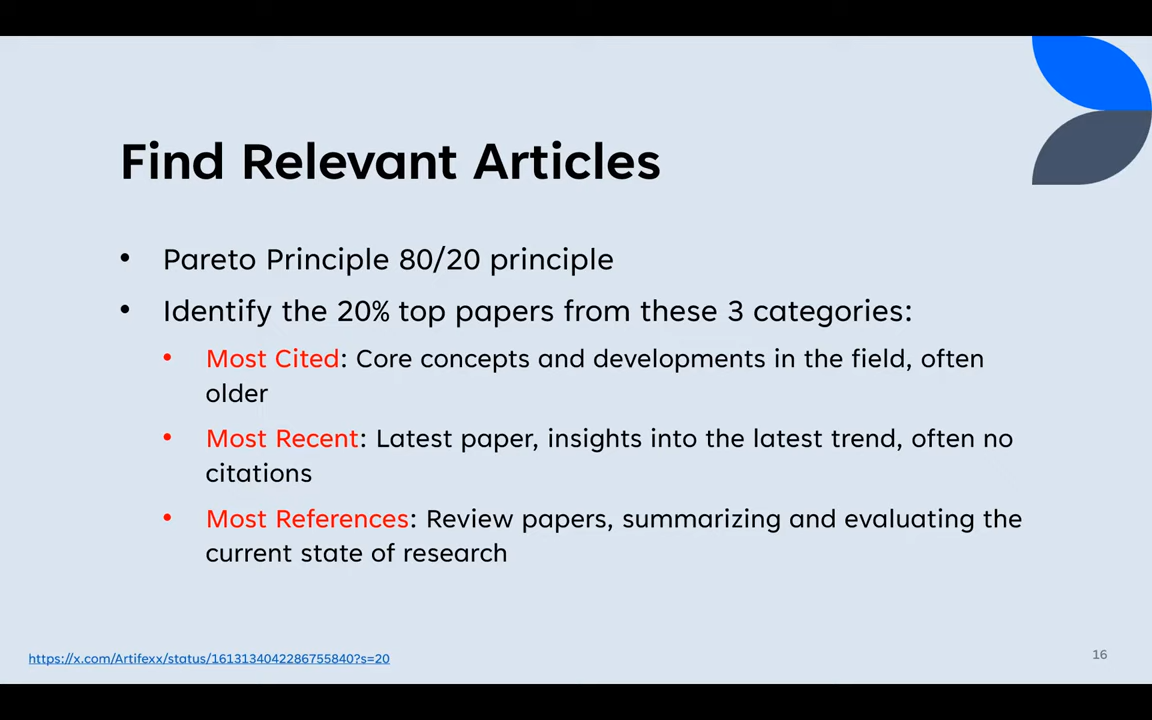 Find Relevant Articles
• Pareto Principle 80/20 principle
• Identify the 20% top papers from these 3 categories:
• Most Cited: Core concepts and developments in the field, often
older
• Most Recent: Latest paper, insights into the latest trend, often no
citations
• Most References: Review papers, summarizing and evaluating the
current state of research
https://x.com/Artifexx/status/1613134042286755840?s=20
16